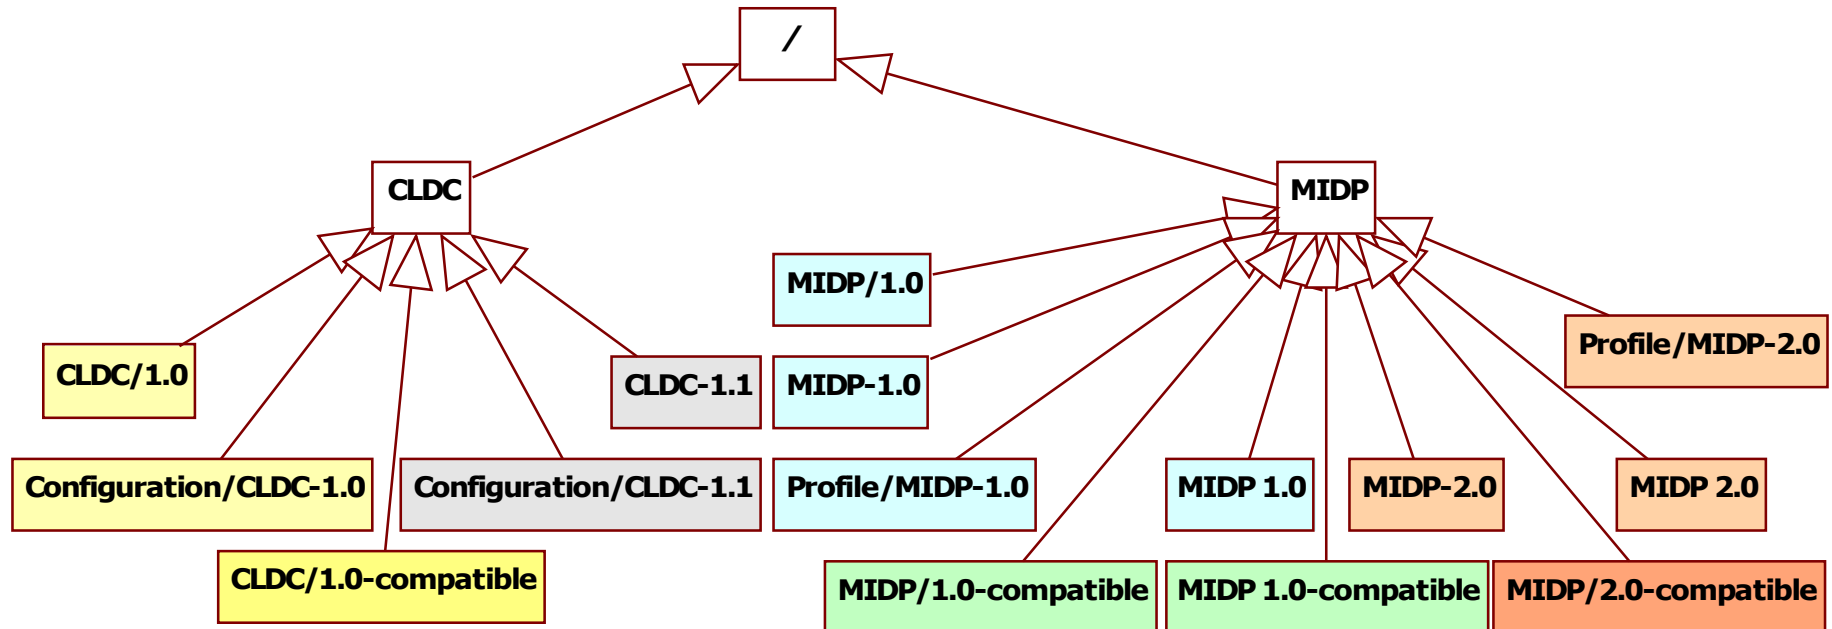 /
CLDC
MIDP
MIDP/1.0
Profile/MIDP-2.0
CLDC/1.0
CLDC-1.1
MIDP-1.0
Configuration/CLDC-1.0
Configuration/CLDC-1.1
Profile/MIDP-1.0
MIDP 1.0
MIDP-2.0
MIDP 2.0
CLDC/1.0-compatible
MIDP/1.0-compatible
MIDP 1.0-compatible
MIDP/2.0-compatible